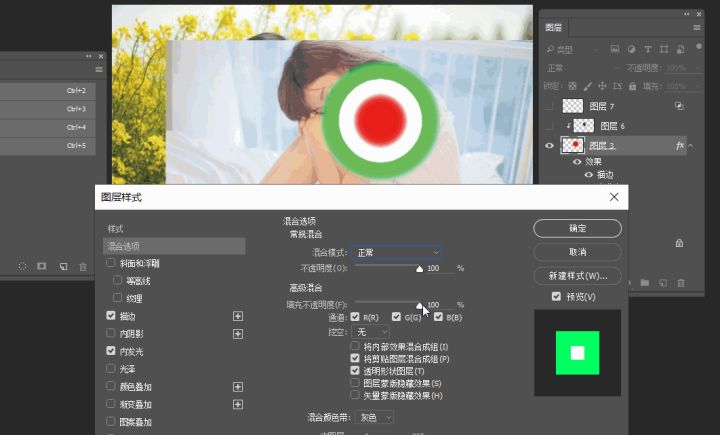 图层
Ctrl+2
类型
正常
不透明度: 100%
Ctrl+3
锁定:
填充: 100%
Ctrl+4
图层 7
图层 6
Ctrl+5
图层 3
fx
效果
描边
图层样式
样式
混合选项
斜面和浮雕
等高线
纹理
描边
内阴影
内发光
光泽
颜色叠加
渐变叠加
图案叠加
混合选项
常规混合
混合模式: 正常
不透明度(O): 100 %
高级混合
填充不透明度(F): 100 %
通道: R(R) G(G) B(B)
挖空: 无
将内部效果混合成组(I)
将剪贴图层混合成组(P)
透明形状图层(T)
图层蒙版隐藏效果(S)
矢量蒙版隐藏效果(H)
混合颜色带: 灰色
确定
取消
新建样式(W)...
预览(V)